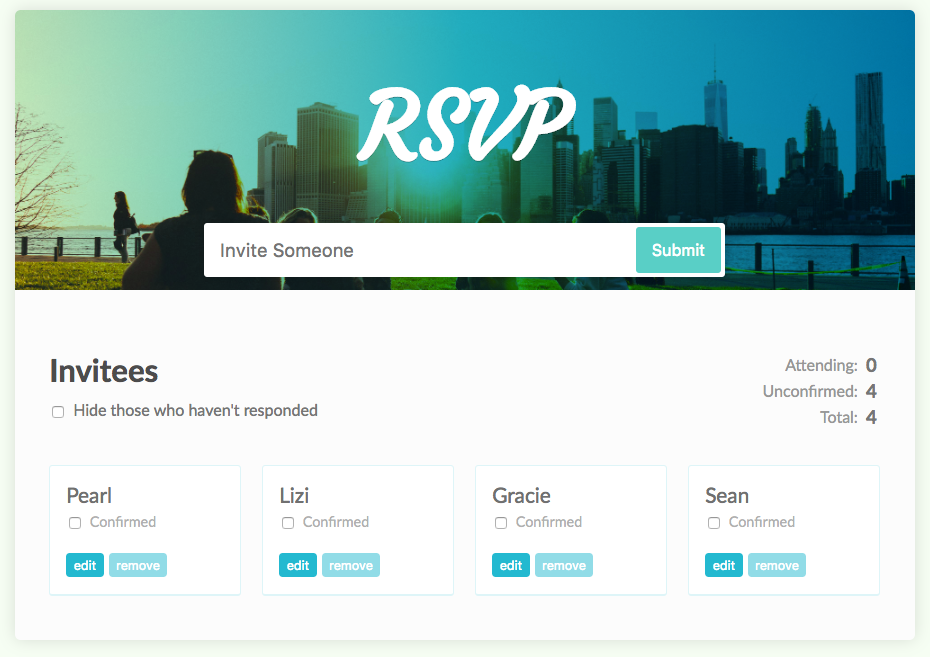 RSVP
Invite Someone
Submit
Invitees
Hide those who haven't responded
Attending: 0
Unconfirmed: 4
Total: 4
Pearl
Confirmed
edit remove
Lizi
Confirmed
edit remove
Gracie
Confirmed
edit remove
Sean
Confirmed
edit remove